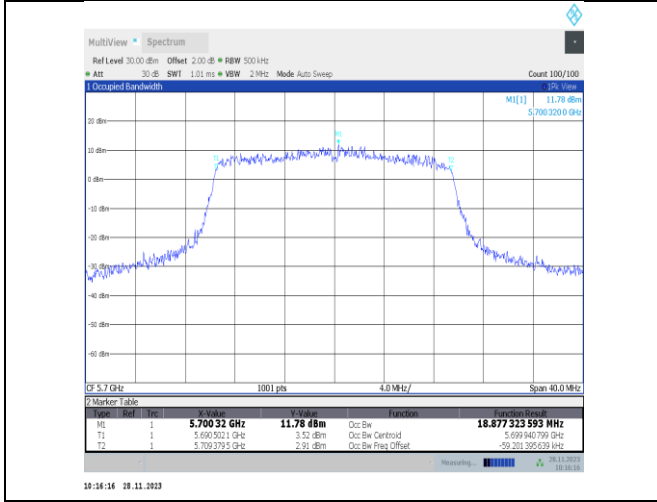 MultiView Spectrum
Ref Level 30.00 dBm Offset 2.00 dB RBW 500 kHz
Att 30 dB SWT 1.01 ms VBW 2 MHz Mode Auto Sweep Count 100/100
1 Occupied Bandwidth 1Pk View
M1[1] 11.78 dBm
5.700 320 0 GHz
20 dBm
M1
10 dBm
T1 T2
0 dBm
-10 dBm
-20 dBm
-30 dBm
-40 dBm
-50 dBm
-60 dBm
CF 5.7 GHz 1001 pts 4.0 MHz/ Span 40.0 MHz
2 Marker Table
Type Ref Trc X-Value Y-Value Function Function Result
M1 1 5.700 32 GHz 11.78 dBm Occ Bw 18.877 323 593 MHz
T1 1 5.690 502 1 GHz 3.52 dBm Occ Bw Centroid 5.699 940 799 GHz
T2 1 5.709 379 5 GHz 2.91 dBm Occ Bw Freq Offset -59.201 395 639 kHz
Measuring... 28.11.2023
10:16:16
10:16:16 28.11.2023